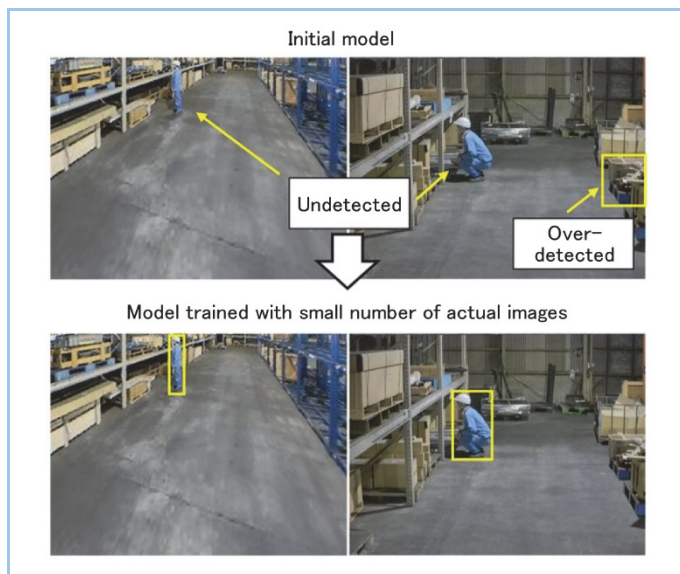 Initial model
Undetected
Over-
detected
Model trained with small number of actual images